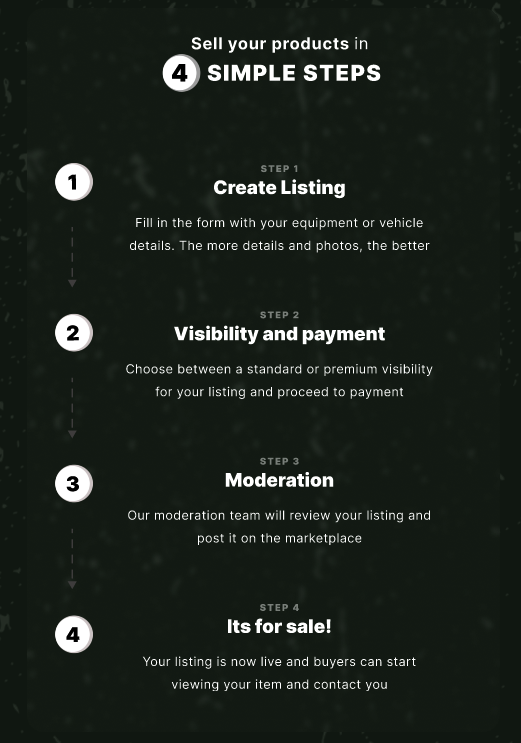 Sell your products in
4 SIMPLE STEPS
1
STEP 1
Create Listing
Fill in the form with your equipment or vehicle
details. The more details and photos, the better
2
STEP 2
Visibility and payment
Choose between a standard or premium visibility
for your listing and proceed to payment
3
STEP 3
Moderation
Our moderation team will review your listing and
post it on the marketplace
4
STEP 4
Its for sale!
Your listing is now live and buyers can start
viewing your item and contact you